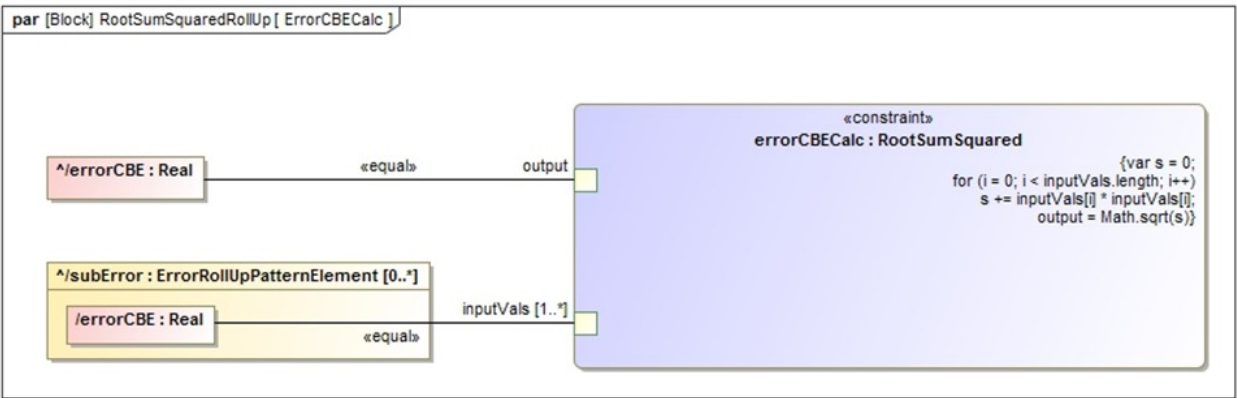 par [Block] RootSumSquaredRollUp [ ErrorCBECalc ]
«constraint»
errorCBECalc : RootSumSquared
{var s = 0;
for (i = 0; i < inputVals.length; i++)
s += inputVals[i] * inputVals[i];
output = Math.sqrt(s)}
^/errorCBE : Real
«equal»
output
^/subError : ErrorRollUpPatternElement [0..*]
/errorCBE : Real
«equal»
inputVals [1..*]